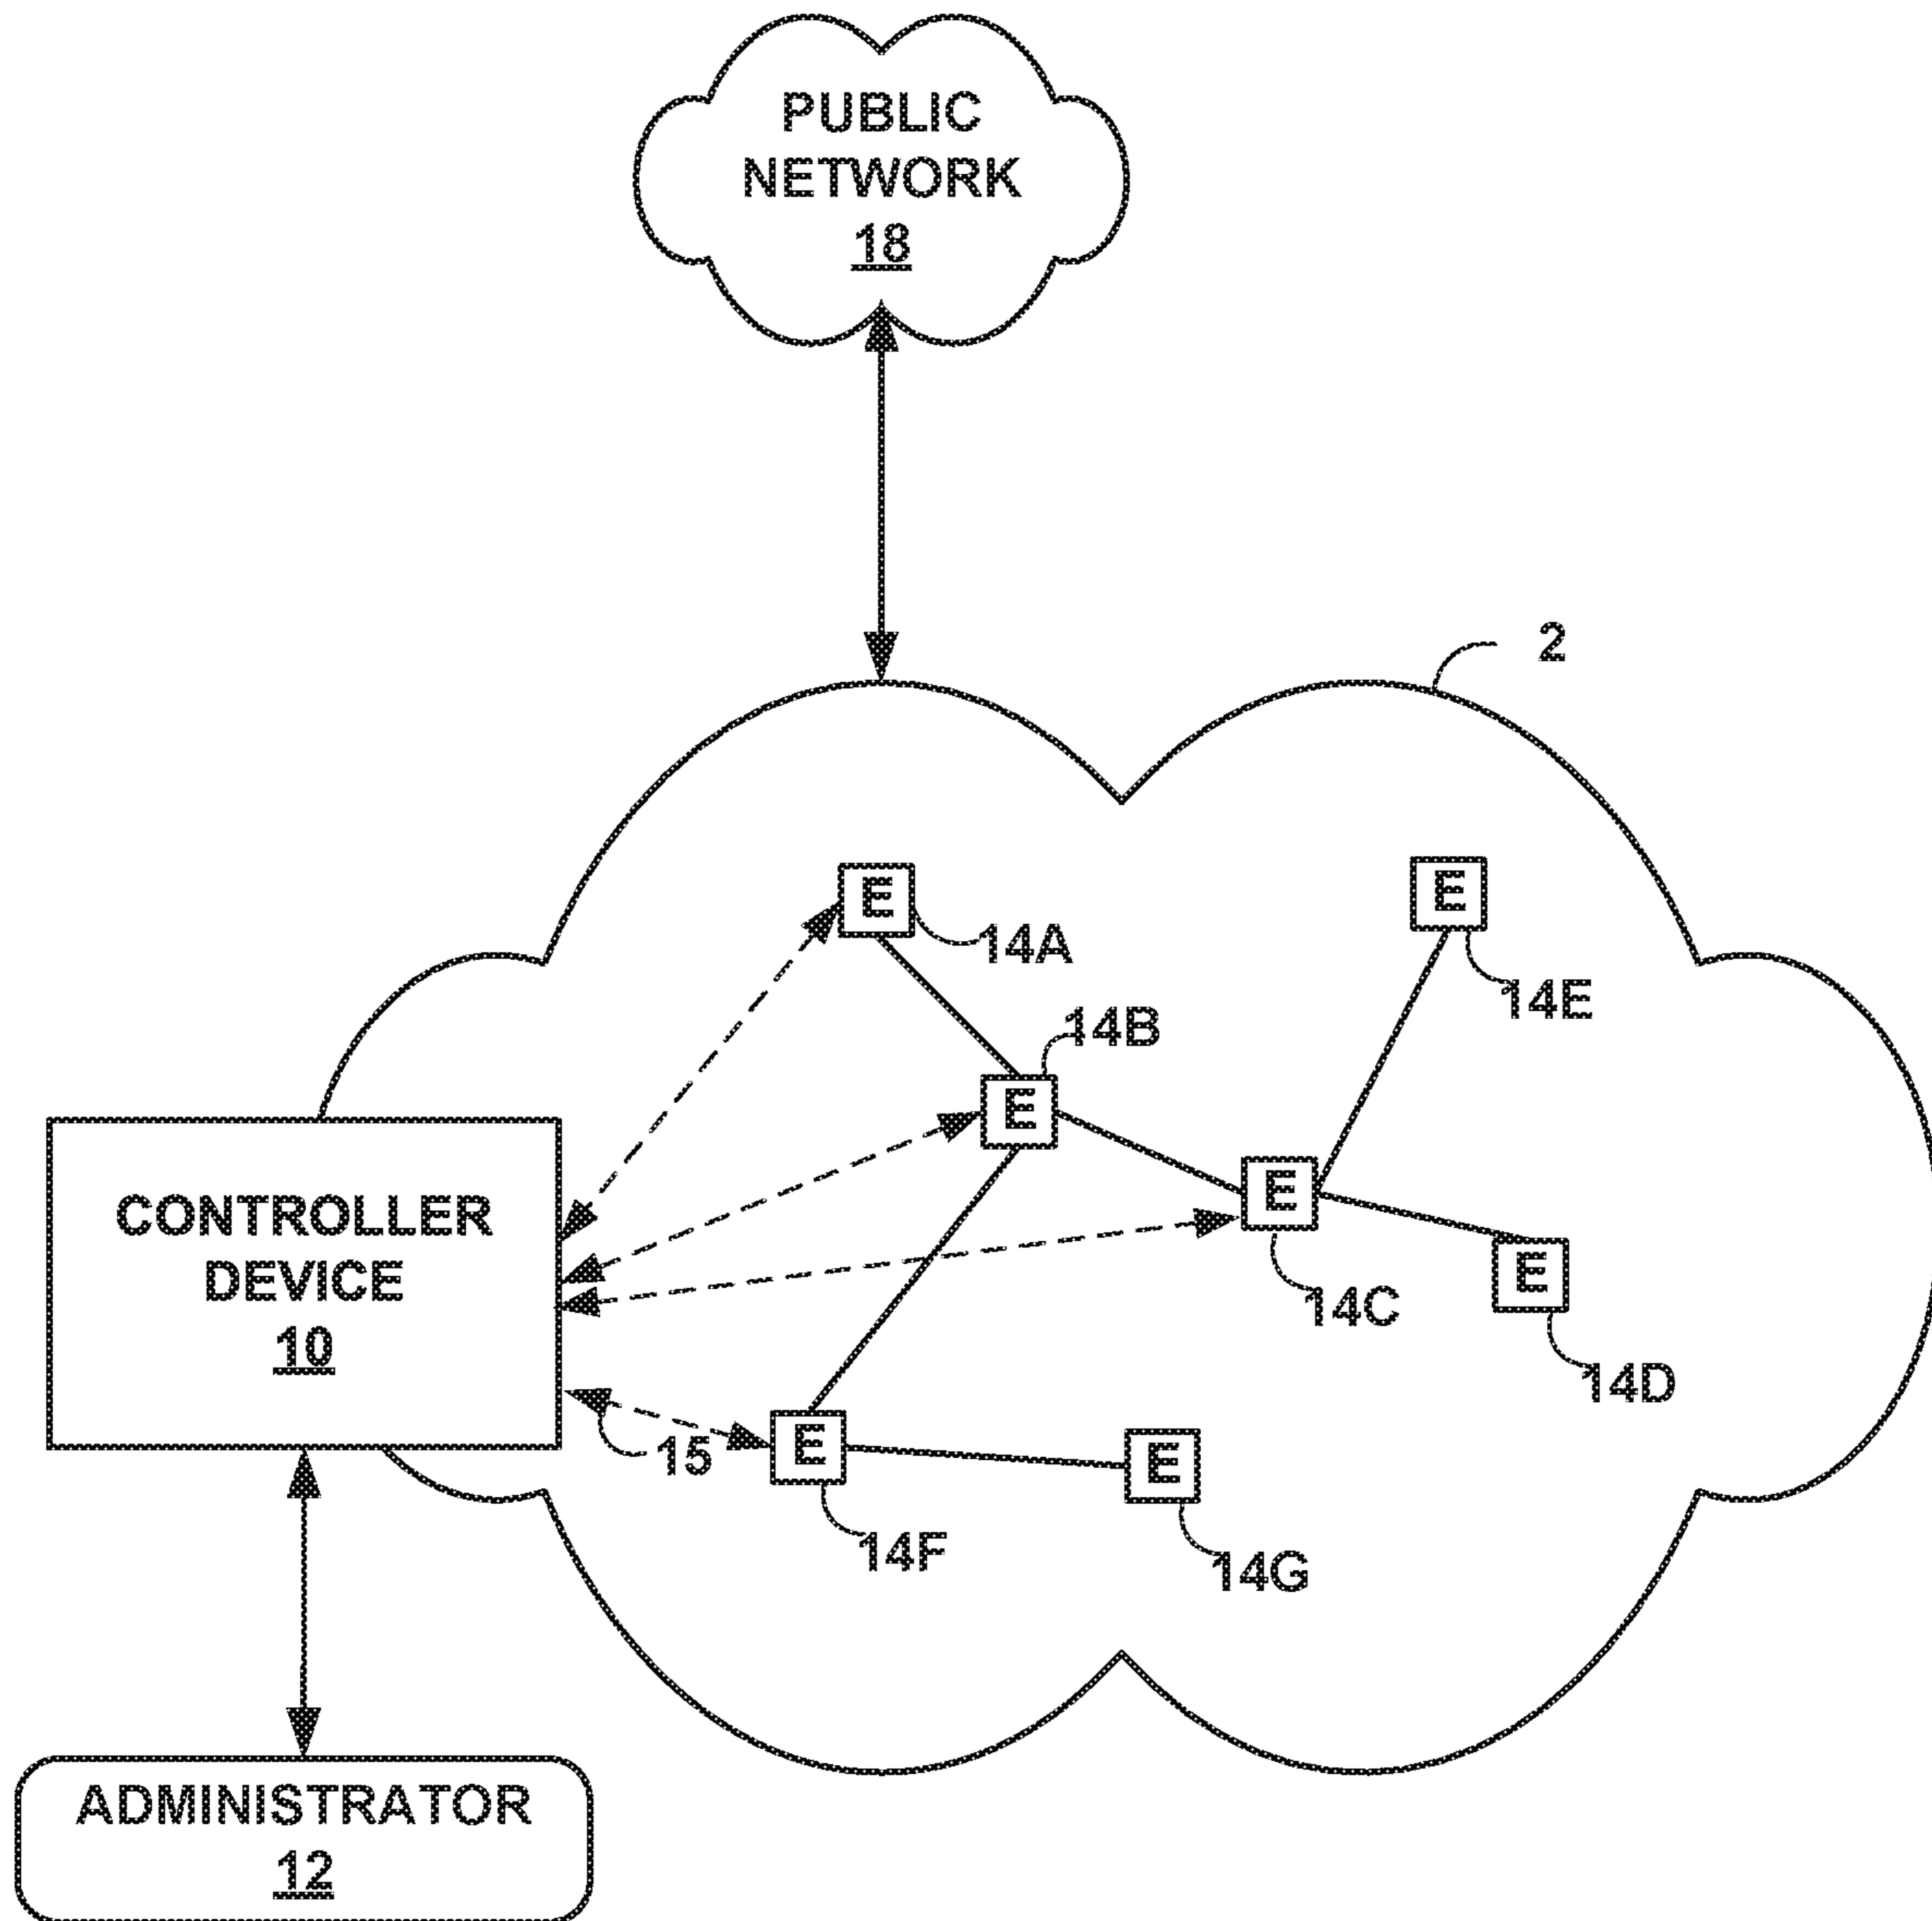 PUBLIC
NETWORK
18
2
E
14A
E
14E
14B
E
E
14C
E
14D
CONTROLLER
DEVICE
10
15
E
14F
E
14G
ADMINISTRATOR
12